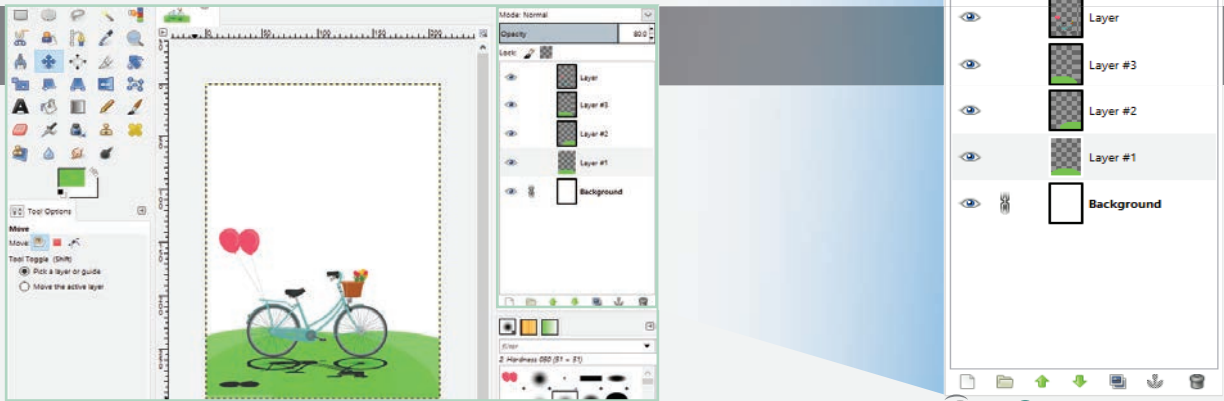 Mode: Normal
Opacity 80.0
Lock:
Layer
Layer #3
Layer #2
Layer #1
Background
Tool Options
Move
Move:
Tool Toggle (Shift)
Pick a layer or guide
Move the active layer
filter
2. Hardness 050 (51 × 51)
Layer
Layer #3
Layer #2
Layer #1
Background